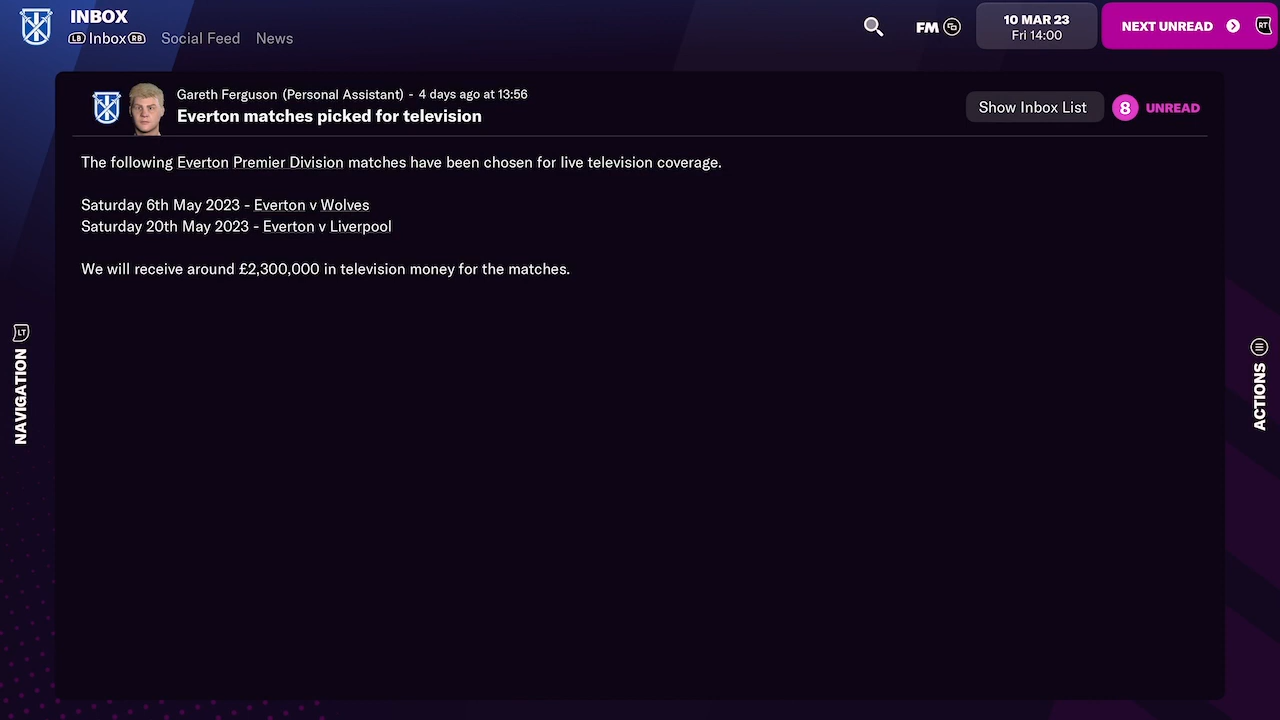 INBOX
LB Inbox RB Social Feed News
FM
10 MAR 23
Fri 14:00
NEXT UNREAD RT
Gareth Ferguson (Personal Assistant) - 4 days ago at 13:56
Everton matches picked for television
Show Inbox List
8 UNREAD
The following Everton Premier Division matches have been chosen for live television coverage.
Saturday 6th May 2023 - Everton v Wolves
Saturday 20th May 2023 - Everton v Liverpool
We will receive around £2,300,000 in television money for the matches.
LT
NAVIGATION
ACTIONS